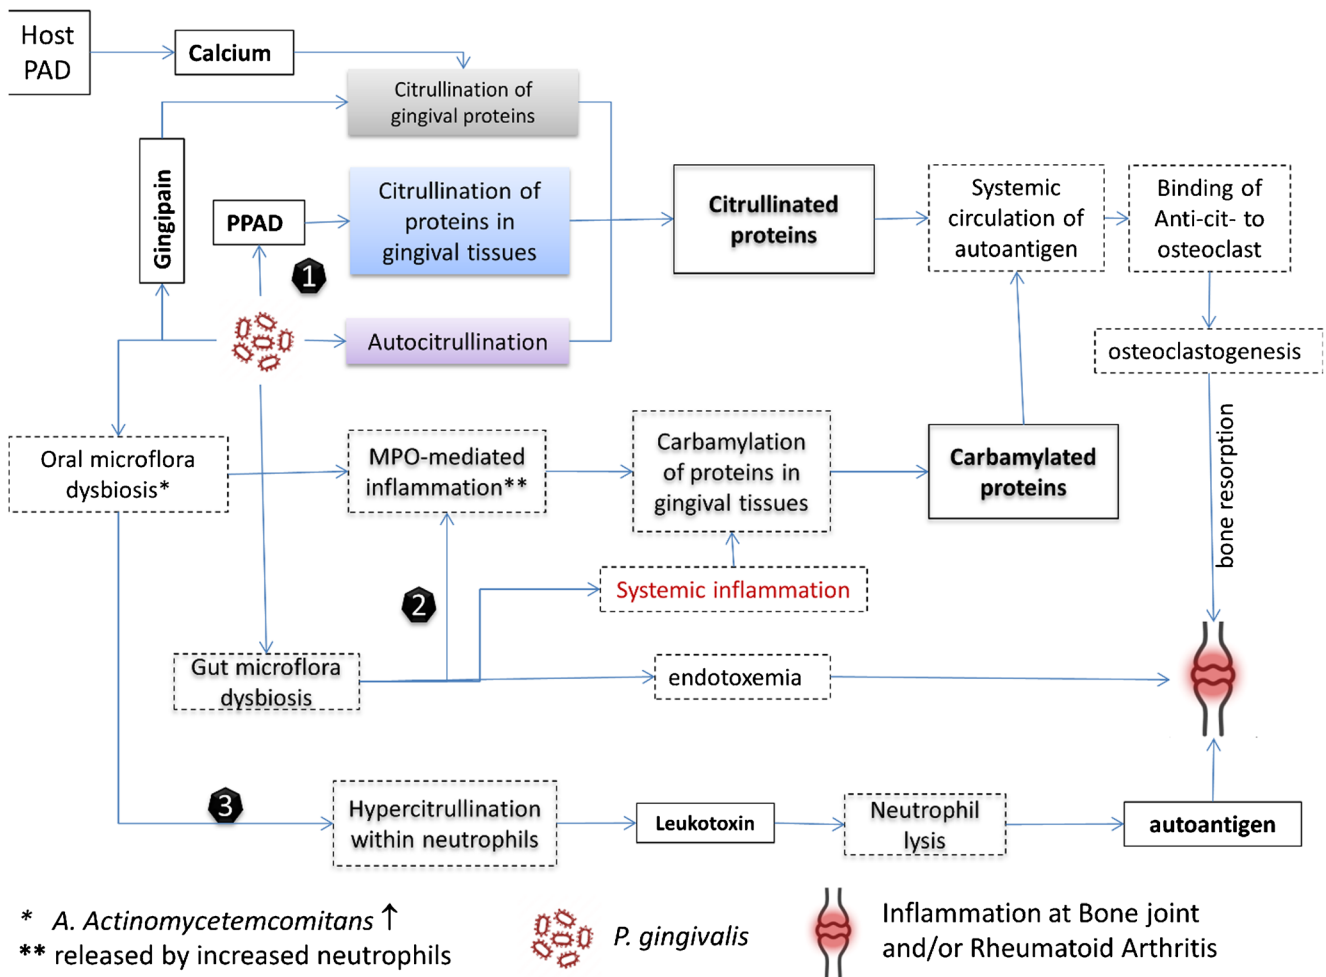 Host
PAD
Calcium
Citrullination of
gingival proteins
Gingipain
PPAD
Citrullination of
proteins in
gingival tissues
1
Autocitrullination
Citrullinated
proteins
Systemic
circulation of
autoantigen
Binding of
Anti-cit- to
osteoclast
osteoclastogenesis
bone resorption
Oral microflora
dysbiosis*
MPO-mediated
inflammation**
Carbamylation
of proteins in
gingival tissues
Carbamylated
proteins
2
Systemic inflammation
Gut microflora
dysbiosis
endotoxemia
3
Hypercitrullination
within neutrophils
Leukotoxin
Neutrophil
lysis
autoantigen
* A. Actinomycetemcomitans ↑
** released by increased neutrophils
P. gingivalis
Inflammation at Bone joint
and/or Rheumatoid Arthritis